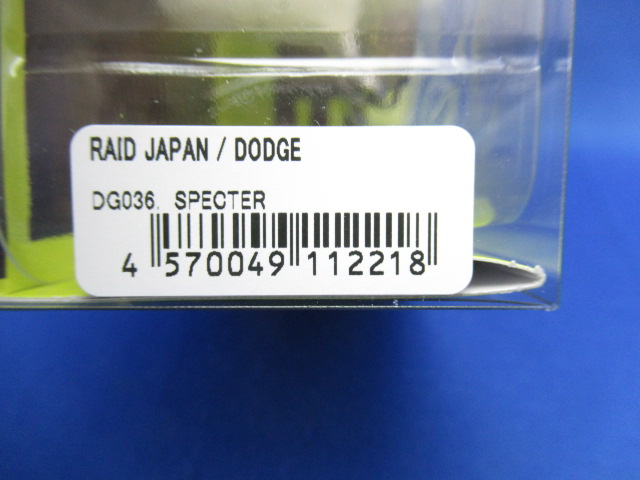 RAID JAPAN / DODGE
DG036. SPECTER
4 570049 112218